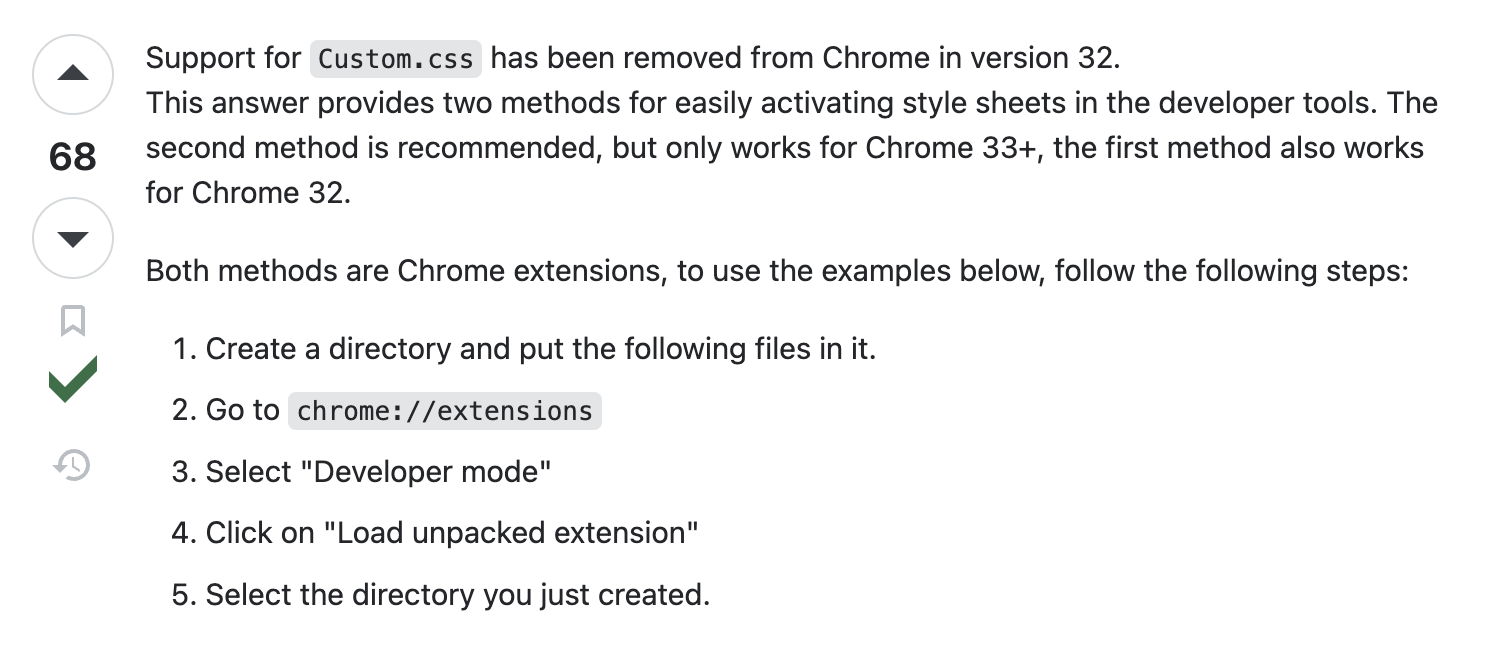 Support for Custom.css has been removed from Chrome in version 32.
This answer provides two methods for easily activating style sheets in the developer tools. The
second method is recommended, but only works for Chrome 33+, the first method also works
for Chrome 32.
68
Both methods are Chrome extensions, to use the examples below, follow the following steps:
1. Create a directory and put the following files in it.
2. Go to chrome://extensions
3. Select "Developer mode"
4. Click on "Load unpacked extension"
5. Select the directory you just created.